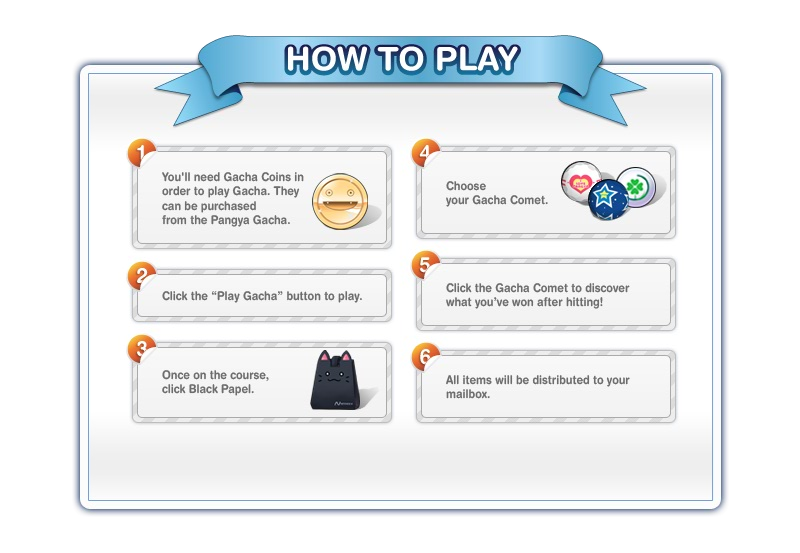 HOW TO PLAY
1
You'll need Gacha Coins in
order to play Gacha. They
can be purchased
from the Pangya Gacha.
2
Click the “Play Gacha” button to play.
3
Once on the course,
click Black Papel.
4
Choose
your Gacha Comet.
5
Click the Gacha Comet to discover
what you’ve won after hitting!
6
All items will be distributed to your
mailbox.